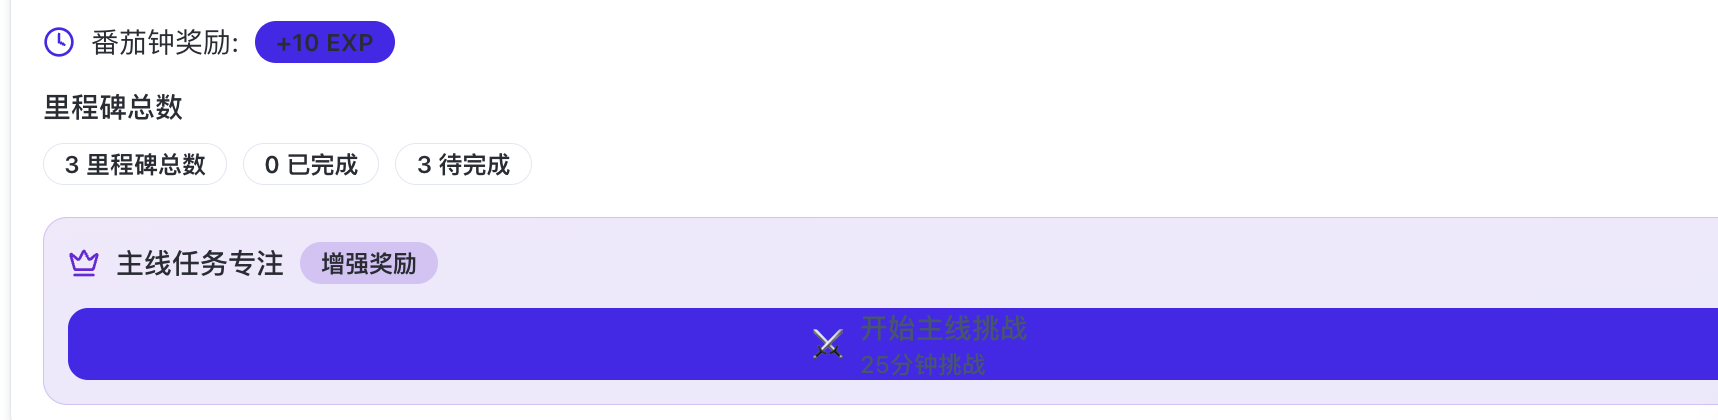 番茄钟奖励: +10 EXP
里程碑总数
3 里程碑总数 0 已完成 3 待完成
主线任务专注 增强奖励
开始主线挑战
25分钟挑战